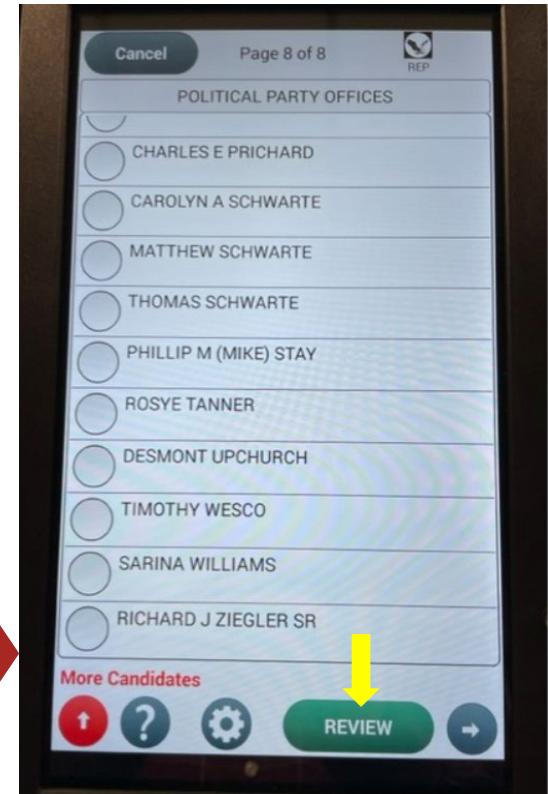 Cancel
Page 8 of 8
REP
POLITICAL PARTY OFFICES
CHARLES E PRICHARD
CAROLYN A SCHWARTE
MATTHEW SCHWARTE
THOMAS SCHWARTE
PHILLIP M (MIKE) STAY
ROSYE TANNER
DESMONT UPCHURCH
TIMOTHY WESCO
SARINA WILLIAMS
RICHARD J ZIEGLER SR
More Candidates
?
REVIEW